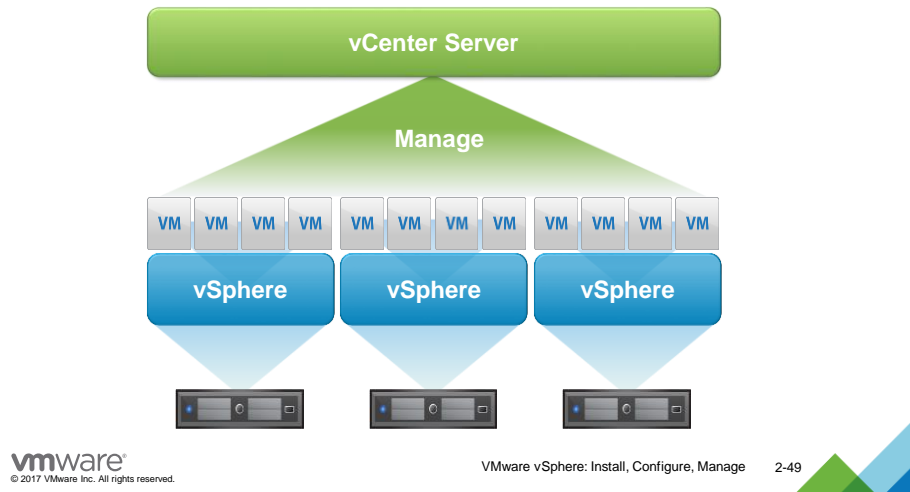 vCenter Server
Manage
VM VM VM VM VM VM VM VM VM VM VM VM
vSphere vSphere vSphere
vmware®
© 2017 VMware Inc. All rights reserved.
VMware vSphere: Install, Configure, Manage 2-49